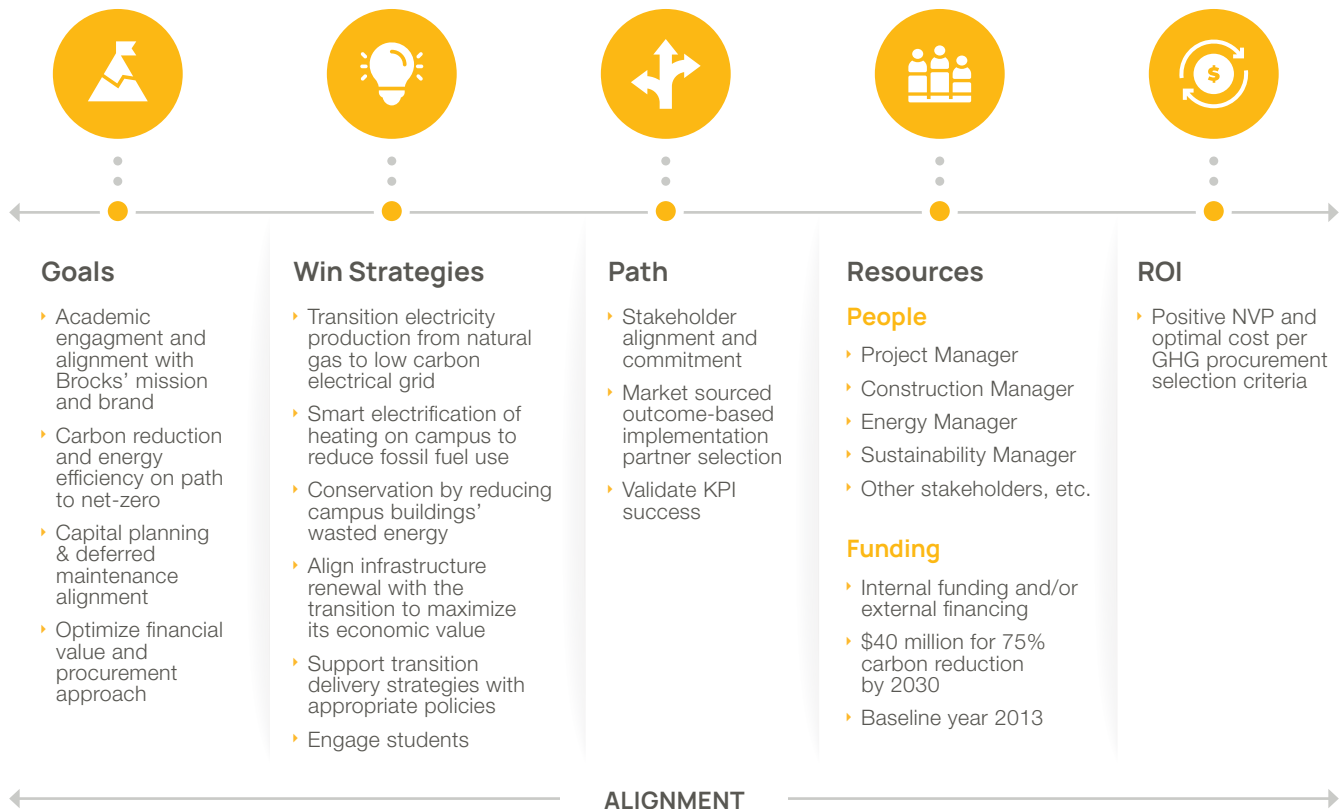 $
Goals
Academic
engagment and
alignment with
Brocks’ mission
and brand
Carbon reduction
and energy
efficiency on path
to net-zero
Capital planning
& deferred
maintenance
alignment
Optimize financial
value and
procurement
approach
Win Strategies
Transition electricity
production from natural
gas to low carbon
electrical grid
Smart electrification of
heating on campus to
reduce fossil fuel use
Conservation by reducing
campus buildings’
wasted energy
Align infrastructure
renewal with the
transition to maximize
its economic value
Support transition
delivery strategies with
appropriate policies
Engage students
Path
Stakeholder
alignment and
commitment
Market sourced
outcome-based
implementation
partner selection
Validate KPI
success
Resources
People
Project Manager
Construction Manager
Energy Manager
Sustainability Manager
Other stakeholders, etc.
Funding
Internal funding and/or
external financing
$40 million for 75%
carbon reduction
by 2030
Baseline year 2013
ROI
Positive NVP and
optimal cost per
GHG procurement
selection criteria
ALIGNMENT